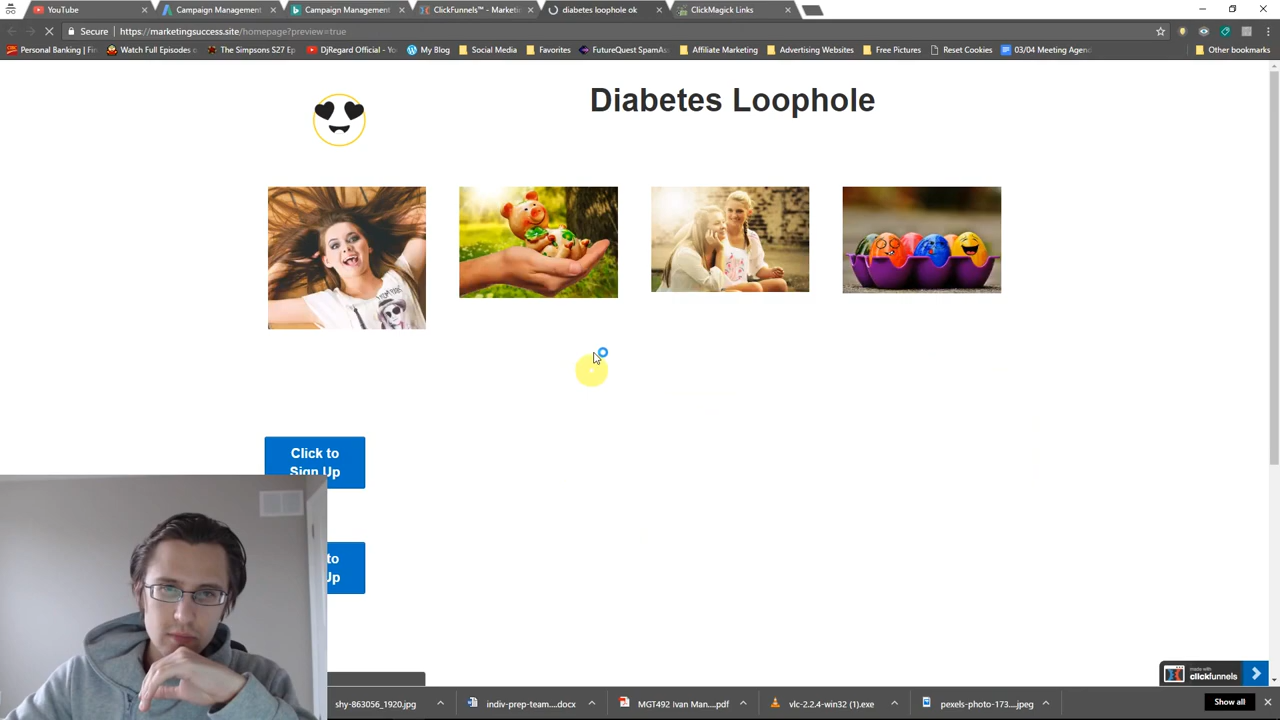 YouTube
Campaign Management
Campaign Management
ClickFunnels™ - Marketi
diabetes loophole ok
ClickMagick Links
Secure
https://marketingsuccess.site/homepage?preview=true
Personal Banking | Fin
Watch Full Episodes o
The Simpsons S27 Ep
DjRegard Official - Yo
My Blog
Social Media
Favorites
FutureQuest SpamAss
Affiliate Marketing
Advertising Websites
Free Pictures
Reset Cookies
03/04 Meeting Agen
Other bookmarks
Diabetes Loophole
Click to
Sign Up
to
Up
made with
clickfunnels
shy-863056_1920.jpg
indiv-prep-team....docx
MGT492 Ivan Man....pdf
vlc-2.2.4-win32 (1).exe
pexels-photo-173....jpeg
Show all